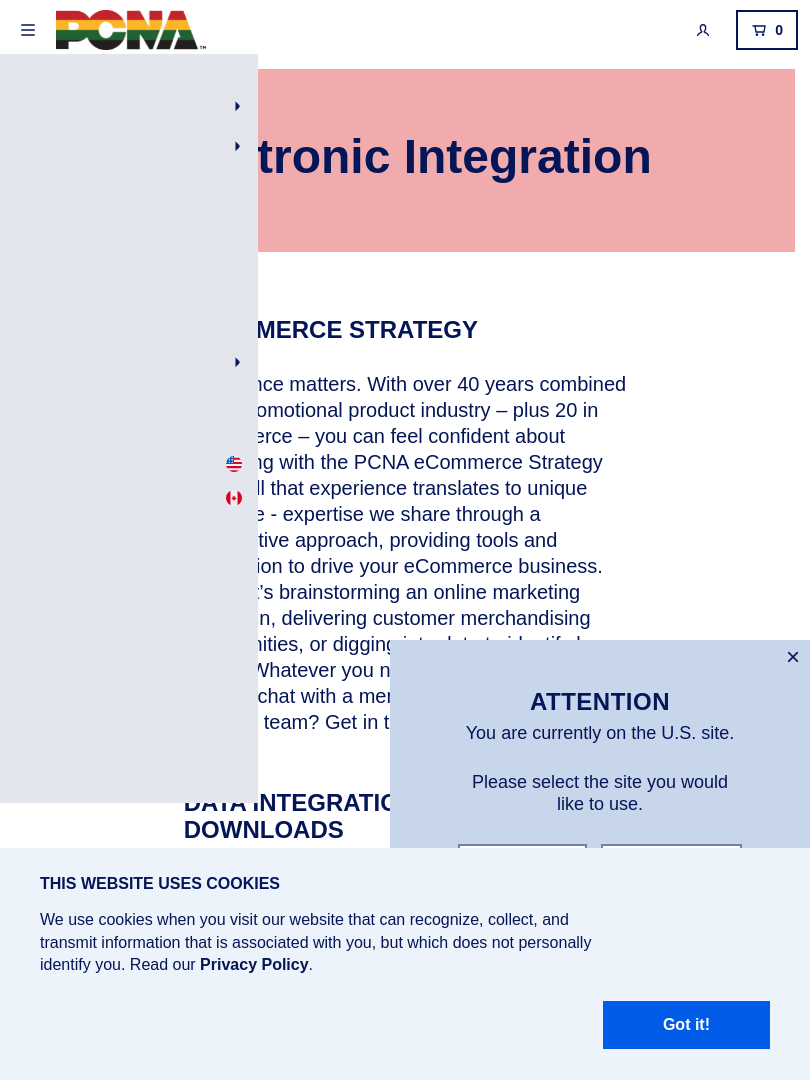 PCNA™
0
tronic Integration
MERCE STRATEGY
nce matters. With over 40 years combined
omotional product industry – plus 20 in
erce – you can feel confident about
ng with the PCNA eCommerce Strategy
ll that experience translates to unique
e - expertise we share through a
tive approach, providing tools and
ion to drive your eCommerce business.
t's brainstorming an online marketing
n, delivering customer merchandising
nities, or digging
Whatever you n
chat with a me
team? Get in t
×
ATTENTION
You are currently on the U.S. site.
Please select the site you would
like to use.
DATA INTEGRATIO
DOWNLOADS
THIS WEBSITE USES COOKIES
We use cookies when you visit our website that can recognize, collect, and
transmit information that is associated with you, but which does not personally
identify you. Read our Privacy Policy.
Got it!